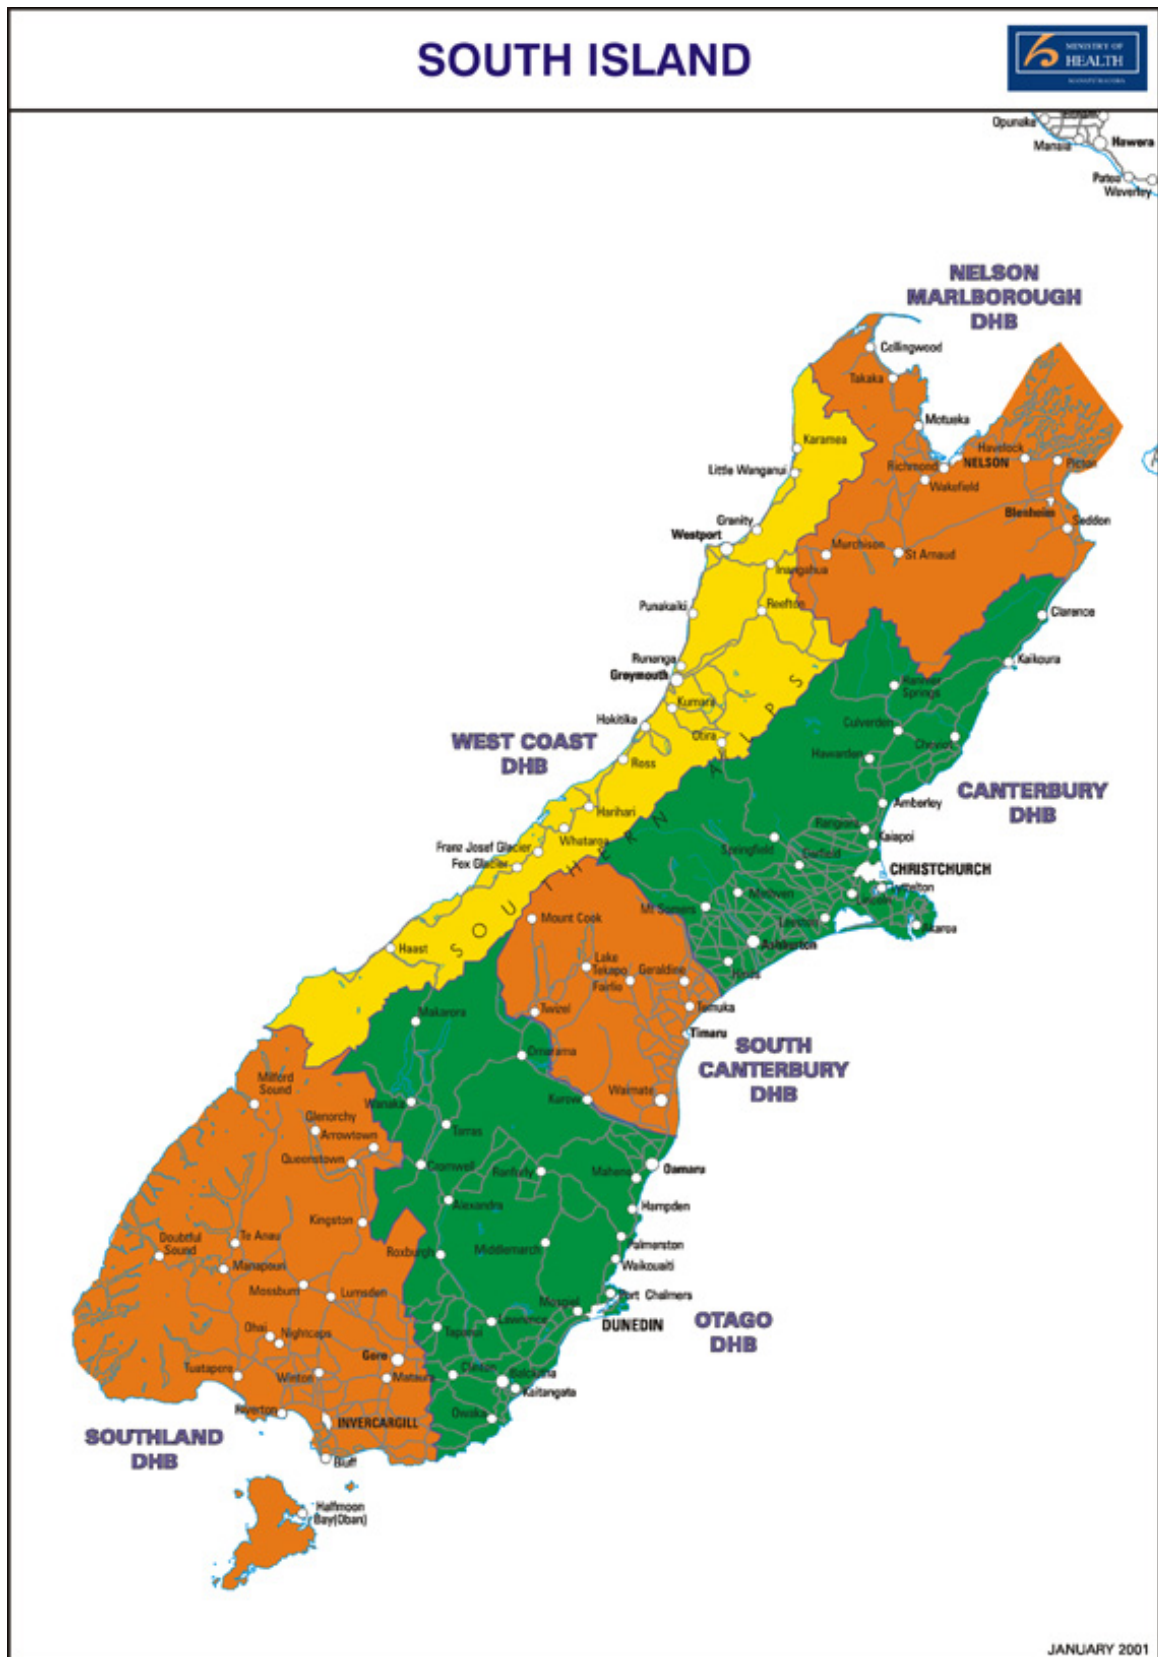 SOUTH ISLAND
MINISTRY OF
HEALTH
Opunake
Manaia
Hawera
Patea
Waverley
NELSON
MARLBOROUGH
DHB
Collingwood
Takaka
Motueka
Karamea
Havelock
Richmond
NELSON
Picton
Little Wanganui
Wakefield
Blenheim
Granity
Seddon
Westport
Murchison
St Arnaud
Inangahua
Punakaiki
Reefton
Clarence
Runanga
Kaikoura
Greymouth
Hanmer
Springs
Kumara
Hokitika
Culverden
Otira
Cheviot
WEST COAST
DHB
Hawarden
Ross
CANTERBURY
DHB
Amberley
Harihari
Rangiora
Kaiapoi
Whataroa
Franz Josef Glacier
Springfield
Darfield
Fox Glacier
CHRISTCHURCH
Lyttelton
Methven
Lincoln
Mt Somers
Leeston
Akaroa
Mount Cook
SOUTHERN ALPS
Ashburton
Haast
Lake
Tekapo
Geraldine
Hinds
Fairlie
Makarora
Twizel
Temuka
Timaru
SOUTH
CANTERBURY
DHB
Omarama
Milford
Sound
Waimate
Wanaka
Kurow
Glenorchy
Arrowtown
Tarras
Queenstown
Cromwell
Ranfurly
Maheno
Oamaru
Alexandra
Hampden
Kingston
Doubtful
Sound
Te Anau
Roxburgh
Middlemarch
Palmerston
Manapouri
Waikouaiti
Mossburn
Lumsden
Port Chalmers
Mosgiel
Lawrence
DUNEDIN
OTAGO
DHB
Ohai
Nightcaps
Tapanui
Gore
Tuatapere
Winton
Mataura
Clinton
Balclutha
Kaitangata
Riverton
INVERCARGILL
Owaka
SOUTHLAND
DHB
Bluff
Halfmoon
Bay(Oban)
JANUARY 2001